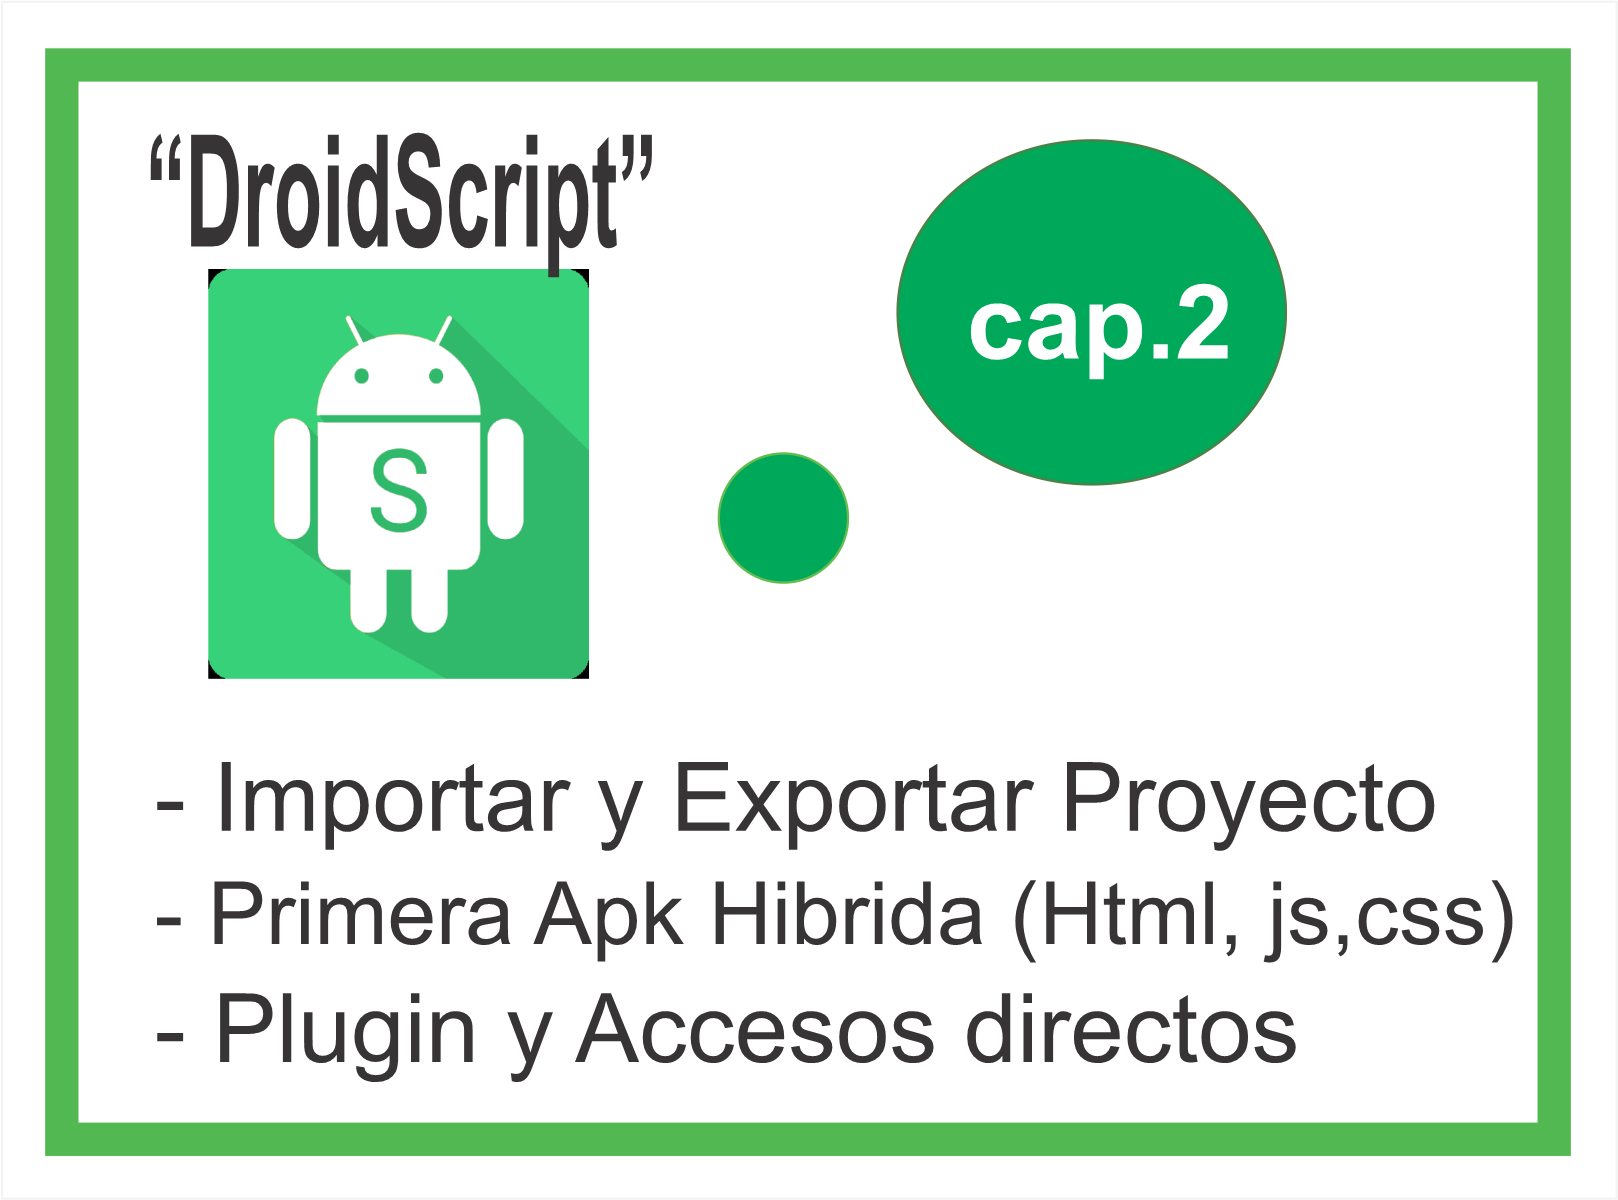 “DroidScript”
cap.2
S
- Importar y Exportar Proyecto
- Primera Apk Hibrida (Html, js,css)
- Plugin y Accesos directos